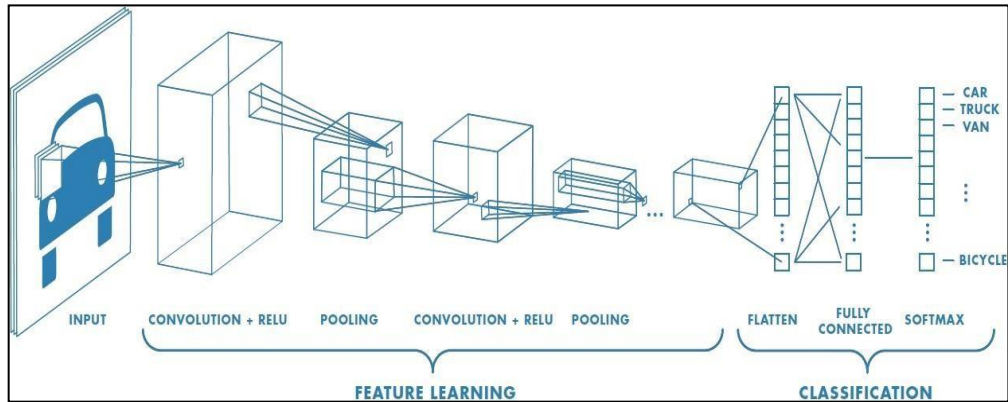 CAR
TRUCK
VAN
BICYCLE
INPUT
CONVOLUTION + RELU
POOLING
CONVOLUTION + RELU
POOLING
FLATTEN
FULLY
CONNECTED
SOFTMAX
FEATURE LEARNING
CLASSIFICATION